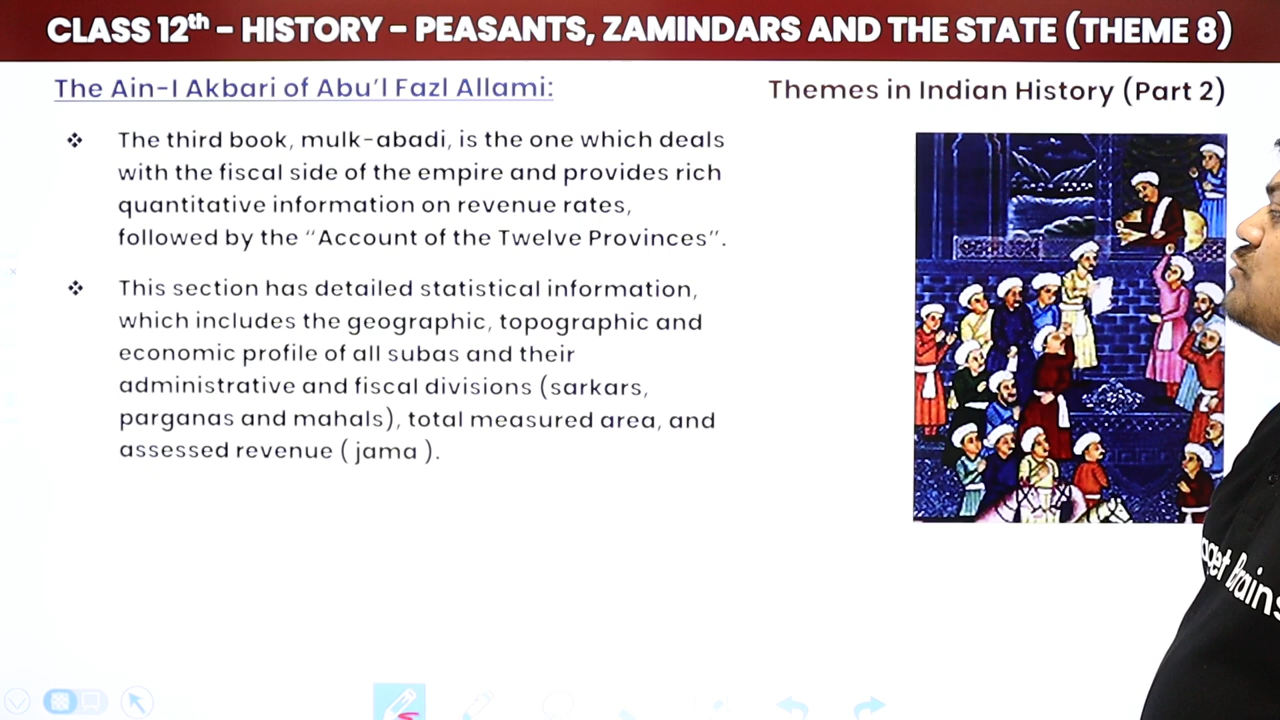 CLASS 12th – HISTORY – PEASANTS, ZAMINDARS AND THE STATE (THEME 8)
The Ain-I Akbari of Abu'l Fazl Allami:
Themes in Indian History (Part 2)
❖ The third book, mulk-abadi, is the one which deals
with the fiscal side of the empire and provides rich
quantitative information on revenue rates,
followed by the “Account of the Twelve Provinces”.
❖ This section has detailed statistical information,
which includes the geographic, topographic and
economic profile of all subas and their
administrative and fiscal divisions (sarkars,
parganas and mahals), total measured area, and
assessed revenue ( jama ).
Brains